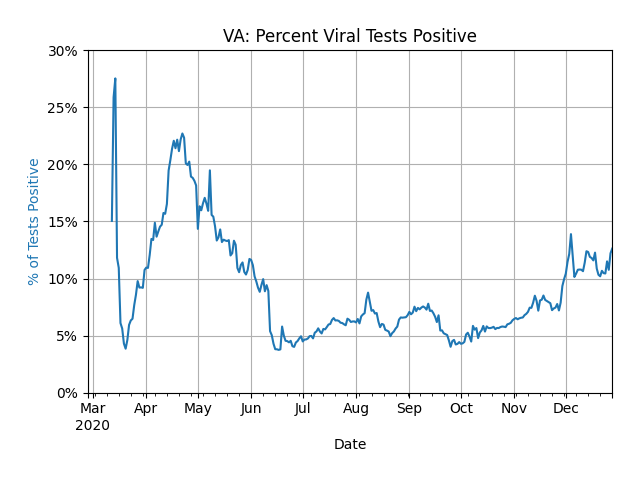 VA: Percent Viral Tests Positive
30%
25%
20%
15%
10%
5%
0%
% of Tests Positive
Mar Apr May Jun Jul Aug Sep Oct Nov Dec
2020
Date